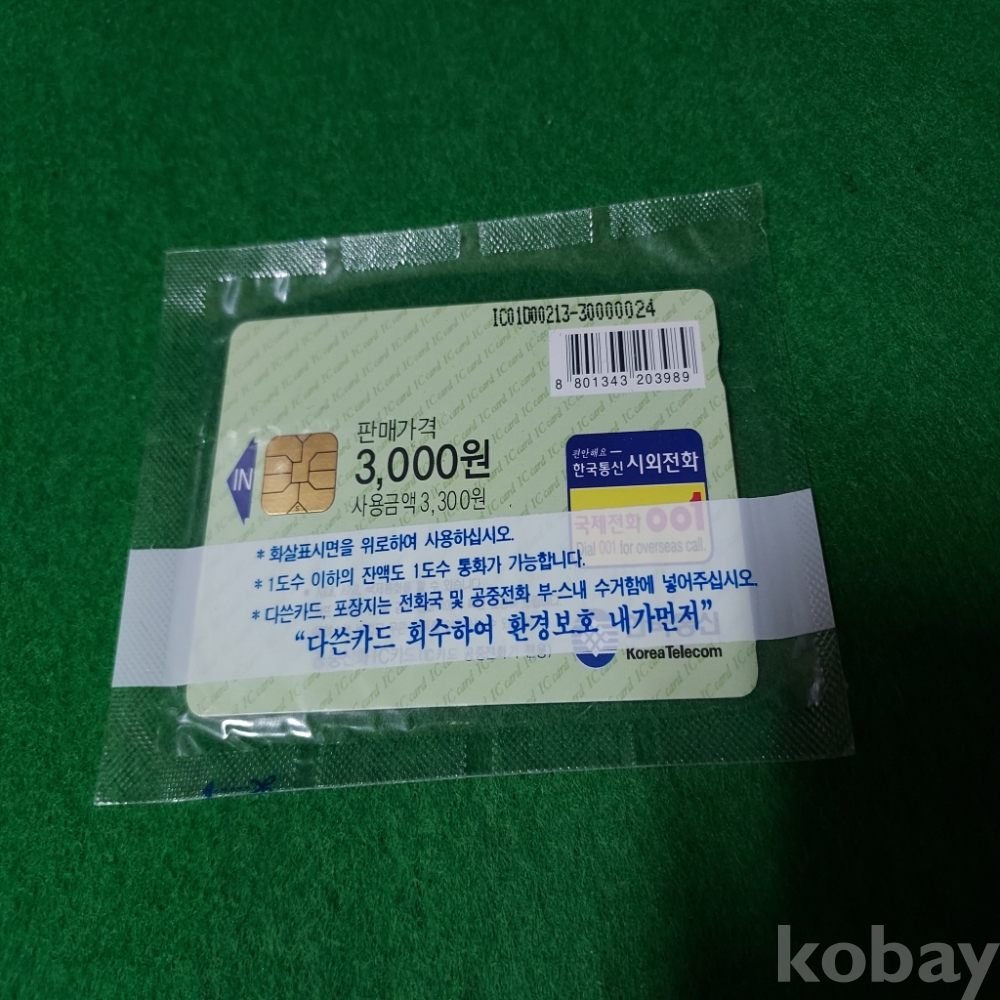 IC01D00213-30000024
8 801343 203989
판매가격
3,000원
사용금액 3,300원
IN
편안해요
한국통신 시외전화
국제전화 001
Dial 001 for overseas call.
* 화살표시면을 위로하여 사용하십시오.
* 1도수 이하의 잔액도 1도수 통화가 가능합니다.
* 다쓴카드, 포장지는 전화국 및 공중전화 부-스내 수거함에 넣어주십시오.
“다쓴카드 회수하여 환경보호 내가먼저”
Korea Telecom
kobay